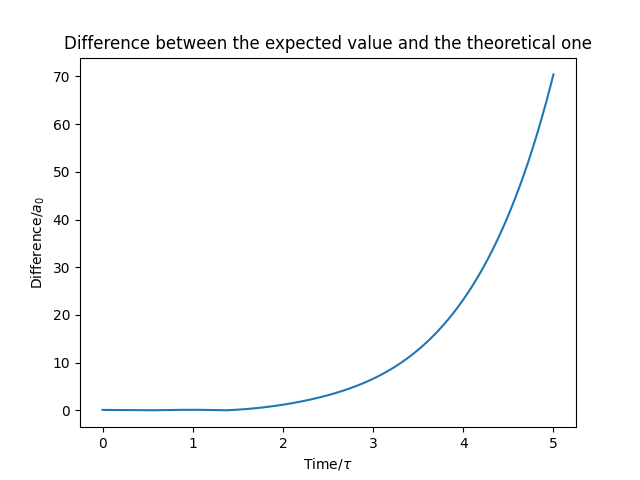 Difference between the expected value and the theoretical one
70
60
50
40
30
20
10
0
Difference/a₀
0 1 2 3 4 5
Time/τ